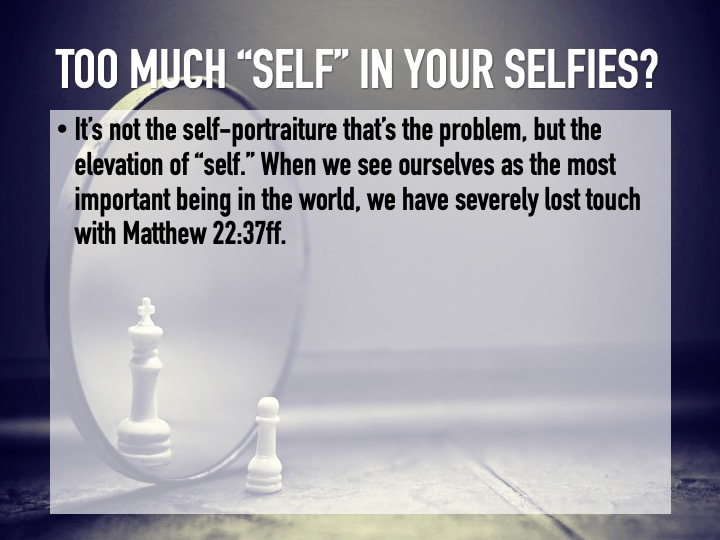 TOO MUCH “SELF” IN YOUR SELFIES?
• It’s not the self-portraiture that’s the problem, but the
elevation of “self.” When we see ourselves as the most
important being in the world, we have severely lost touch
with Matthew 22:37ff.